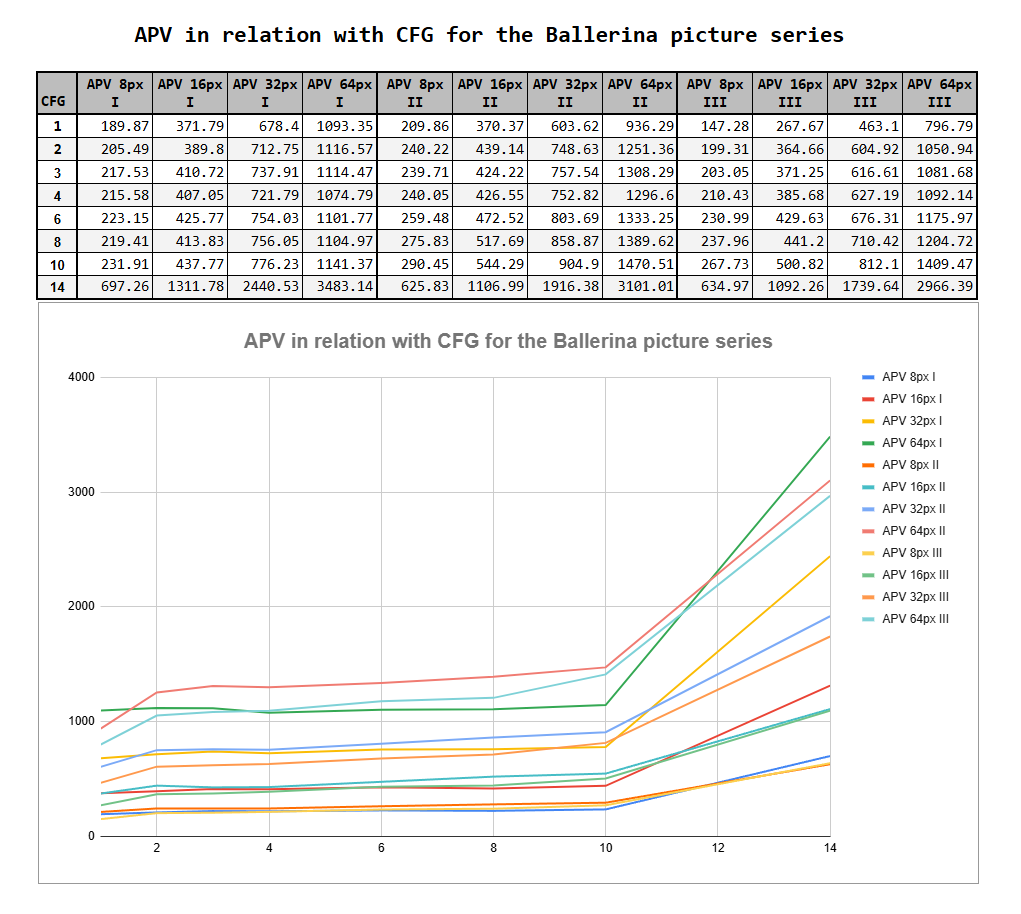 APV in relation with CFG for the Ballerina picture series
CFG APV 8px I APV 16px I APV 32px I APV 64px I APV 8px II APV 16px II APV 32px II APV 64px II APV 8px III APV 16px III APV 32px III APV 64px III
1 189.87 371.79 678.4 1093.35 209.86 370.37 603.62 936.29 147.28 267.67 463.1 796.79
2 205.49 389.8 712.75 1116.57 240.22 439.14 748.63 1251.36 199.31 364.66 604.92 1050.94
3 217.53 410.72 737.91 1114.47 239.71 424.22 757.54 1308.29 203.05 371.25 616.61 1081.68
4 215.58 407.05 721.79 1074.79 240.05 426.55 752.82 1296.6 210.43 385.68 627.19 1092.14
6 223.15 425.77 754.03 1101.77 259.48 472.52 803.69 1333.25 230.99 429.63 676.31 1175.97
8 219.41 413.83 756.05 1104.97 275.83 517.69 858.87 1389.62 237.96 441.2 710.42 1204.72
10 231.91 437.77 776.23 1141.37 290.45 544.29 904.9 1470.51 267.73 500.82 812.1 1409.47
14 697.26 1311.78 2440.53 3483.14 625.83 1106.99 1916.38 3101.01 634.97 1092.26 1739.64 2966.39
APV in relation with CFG for the Ballerina picture series
4000
3000
2000
1000
0
2 4 6 8 10 12 14
APV 8px I
APV 16px I
APV 32px I
APV 64px I
APV 8px II
APV 16px II
APV 32px II
APV 64px II
APV 8px III
APV 16px III
APV 32px III
APV 64px III